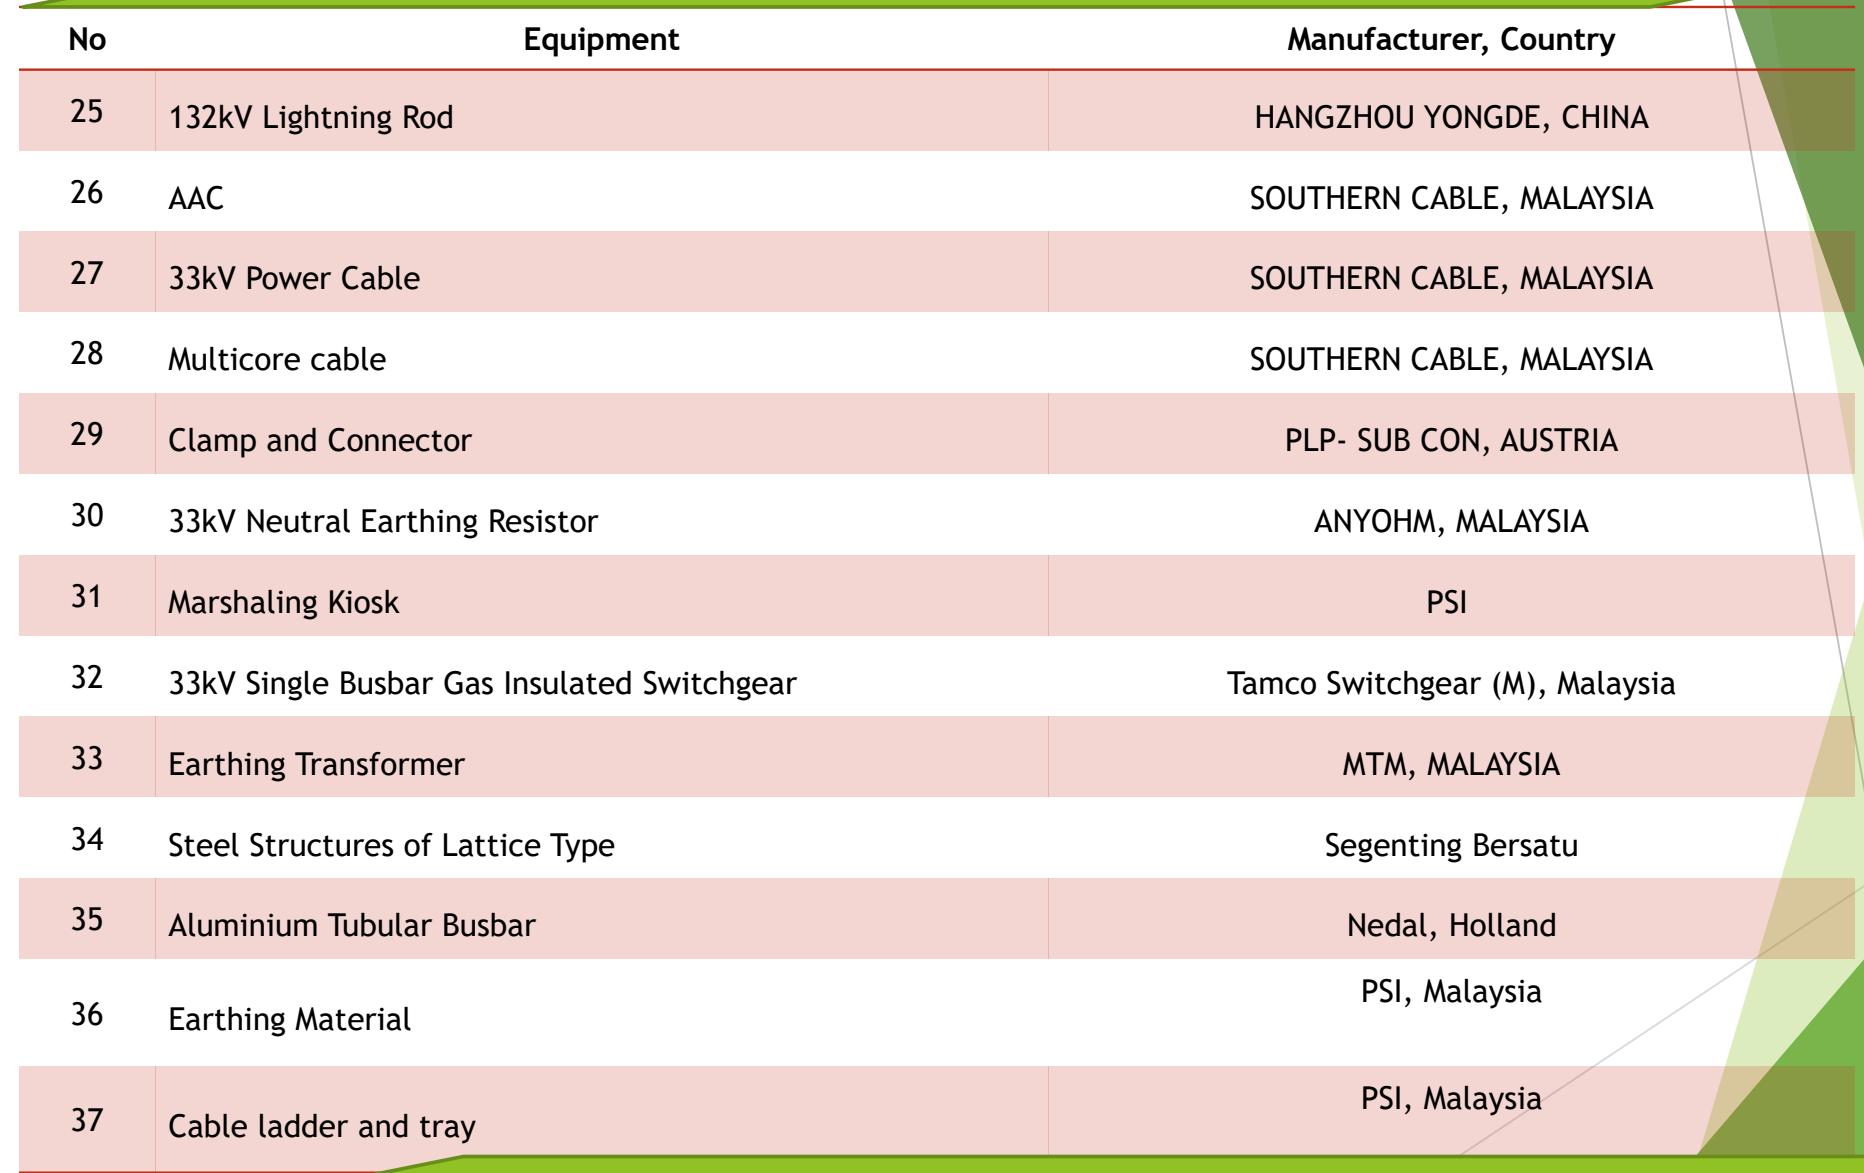 No Equipment Manufacturer, Country
25 132kV Lightning Rod HANGZHOU YONGDE, CHINA
26 AAC SOUTHERN CABLE, MALAYSIA
27 33kV Power Cable SOUTHERN CABLE, MALAYSIA
28 Multicore cable SOUTHERN CABLE, MALAYSIA
29 Clamp and Connector PLP- SUB CON, AUSTRIA
30 33kV Neutral Earthing Resistor ANYOHM, MALAYSIA
31 Marshaling Kiosk PSI
32 33kV Single Busbar Gas Insulated Switchgear Tamco Switchgear (M), Malaysia
33 Earthing Transformer MTM, MALAYSIA
34 Steel Structures of Lattice Type Segenting Bersatu
35 Aluminium Tubular Busbar Nedal, Holland
36 Earthing Material PSI, Malaysia
37 Cable ladder and tray PSI, Malaysia